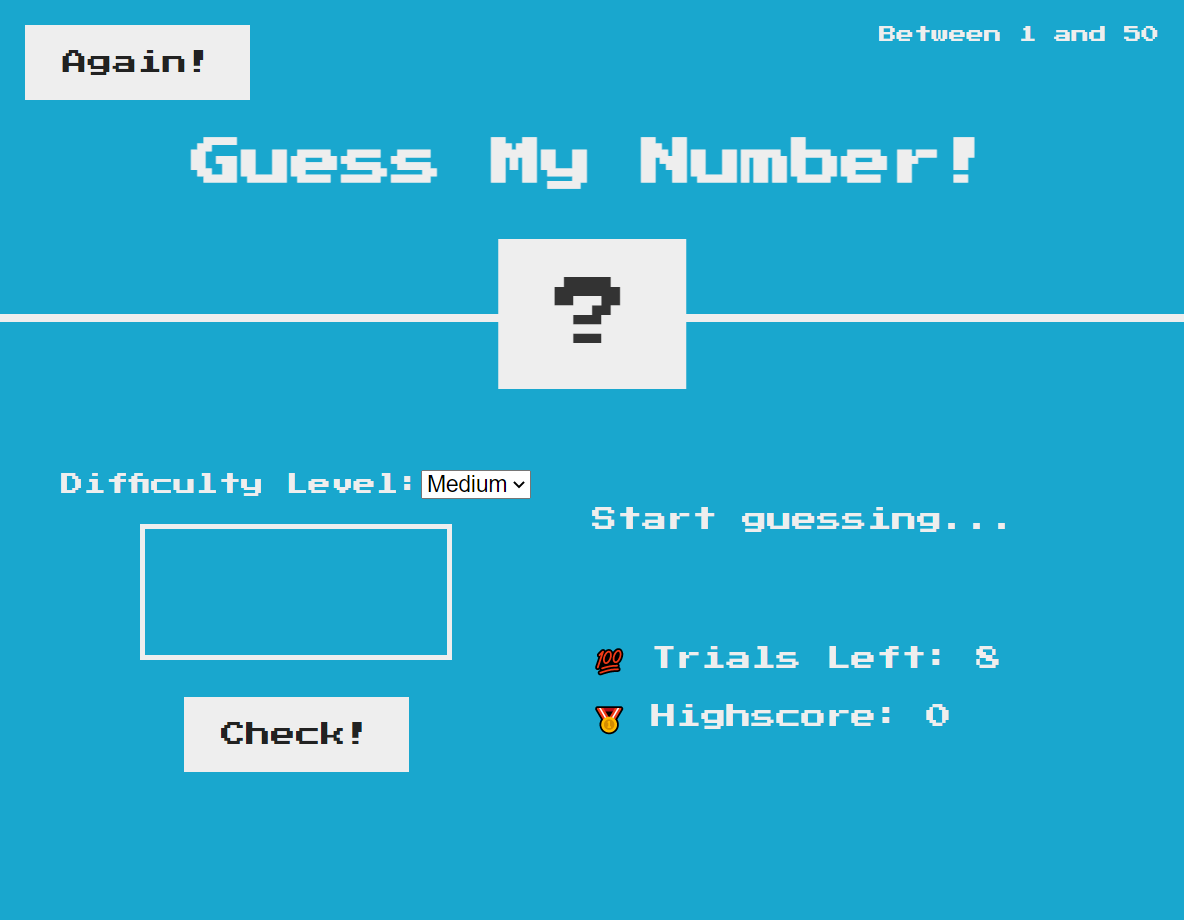 Again!
Between 1 and 50
Guess My Number!
?
Difficulty Level: Medium
Start guessing...
💯 Trials Left: 8
🥇 Highscore: 0
Check!